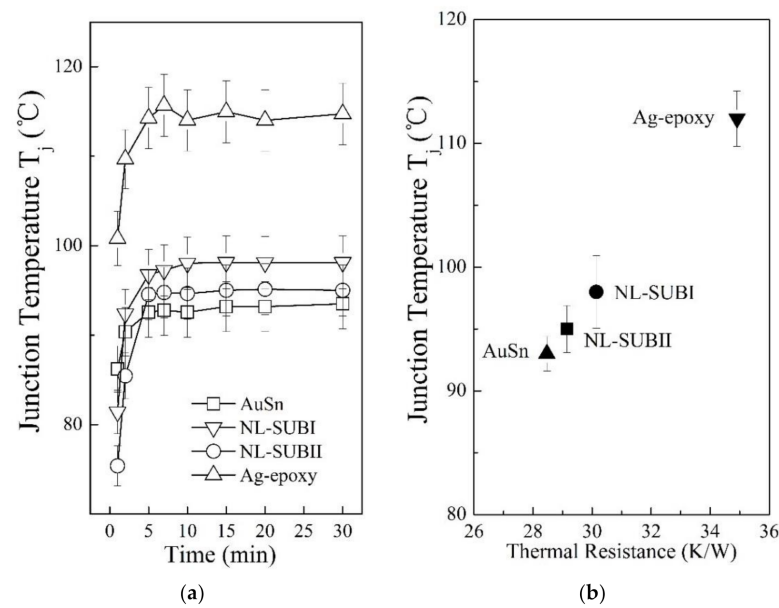 120
100
80
Junction Temperature Tj (℃)
AuSn
NL-SUBI
NL-SUBII
Ag-epoxy
0 5 10 15 20 25 30
Time (min)
(a)
120
110
100
90
80
Junction Temperature Tj (℃)
Ag-epoxy
NL-SUBI
NL-SUBII
AuSn
26 28 30 32 34 36
Thermal Resistance (K/W)
(b)